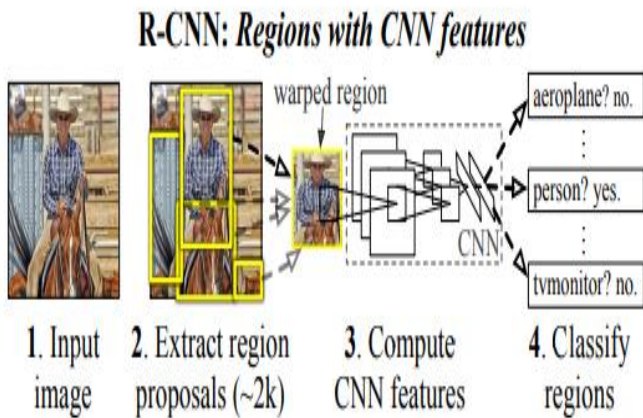 R-CNN: Regions with CNN features
warped region
aeroplane? no.
person? yes.
CNN
tvmonitor? no.
1. Input
image
2. Extract region
proposals (~2k)
3. Compute
CNN features
4. Classify
regions